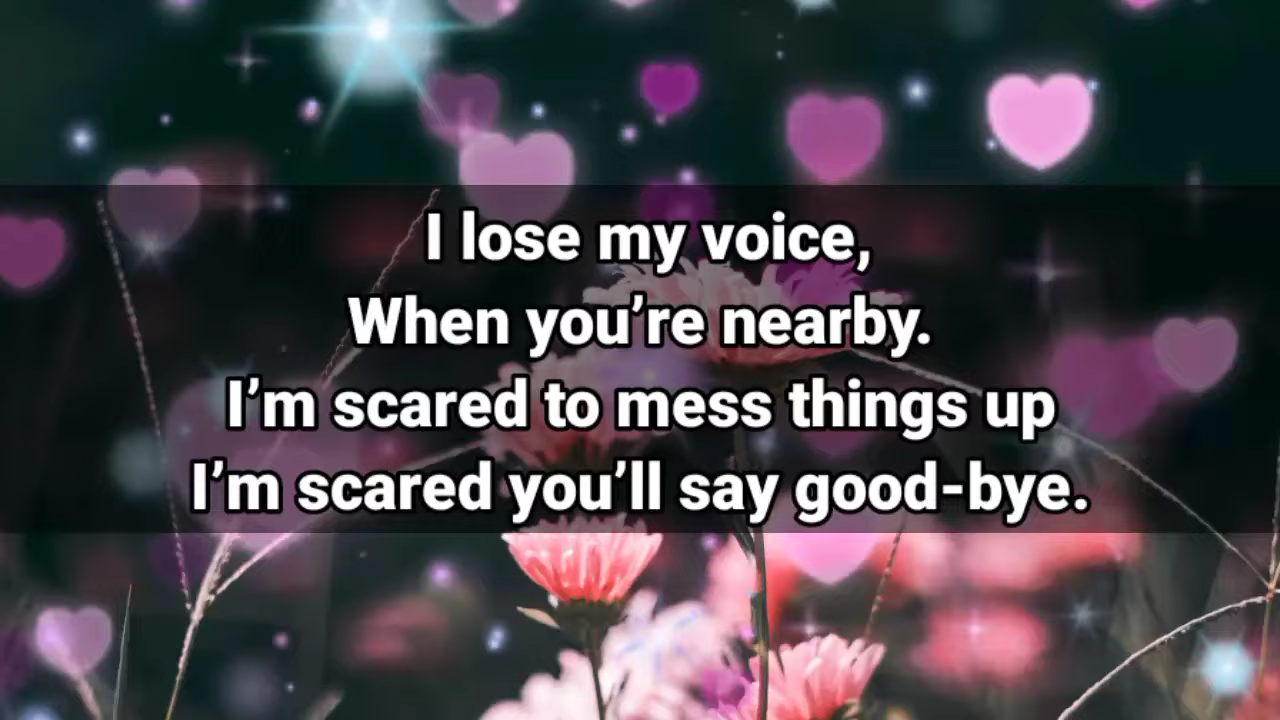 I lose my voice,
When you’re nearby.
I’m scared to mess things up
I’m scared you’ll say good-bye.